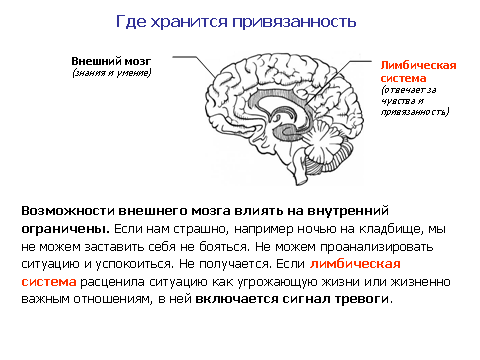 Где хранится привязанность
Внешний мозг
(знания и умение)
Лимбическая
система
(отвечает за
чувства и
привязанность)
Возможности внешнего мозга влиять на внутренний
ограничены. Если нам страшно, например ночью на кладбище, мы
не можем заставить себя не бояться. Не можем проанализировать
ситуацию и успокоиться. Не получается. Если лимбическая
система расценила ситуацию как угрожающую жизни или жизненно
важным отношениям, в ней включается сигнал тревоги.